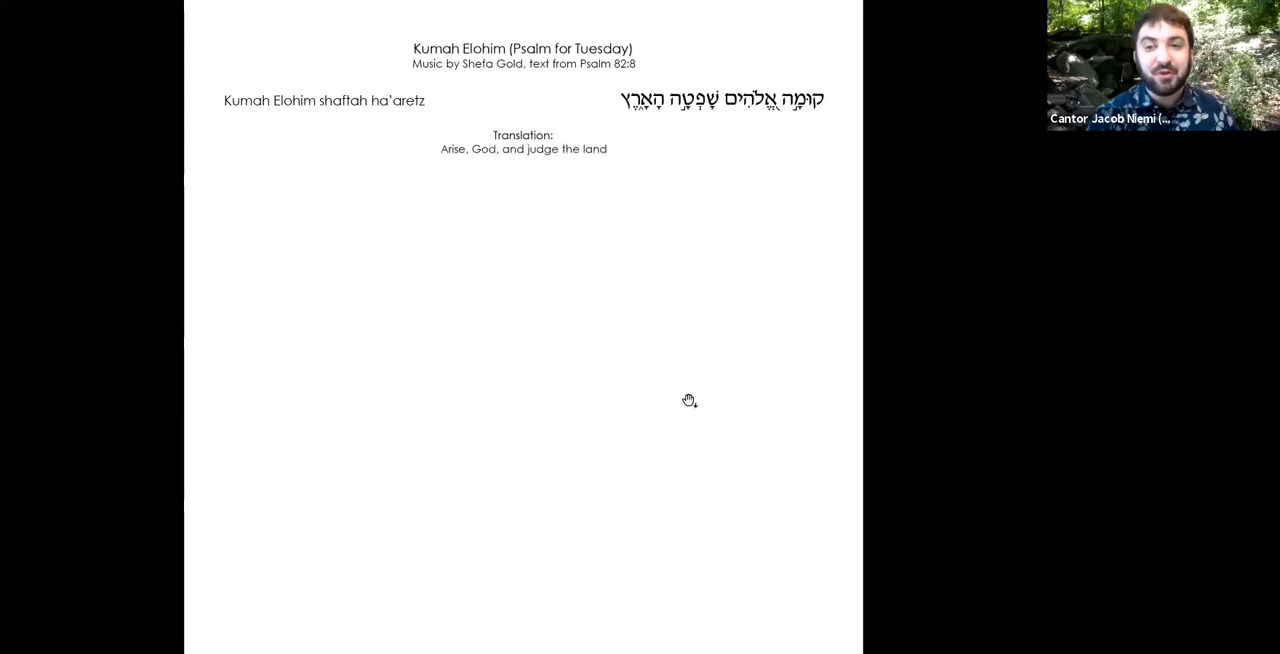 Kumah Elohim (Psalm for Tuesday)
Music by Shefa Gold, text from Psalm 82:8
Kumah Elohim shaftah ha'aretz
קוּמָ֣ה אֱ֭לֹהִים שָׁפְטָ֣ה הָאָ֑רֶץ
Translation:
Arise, God, and judge the land
Cantor Jacob Niemi (...